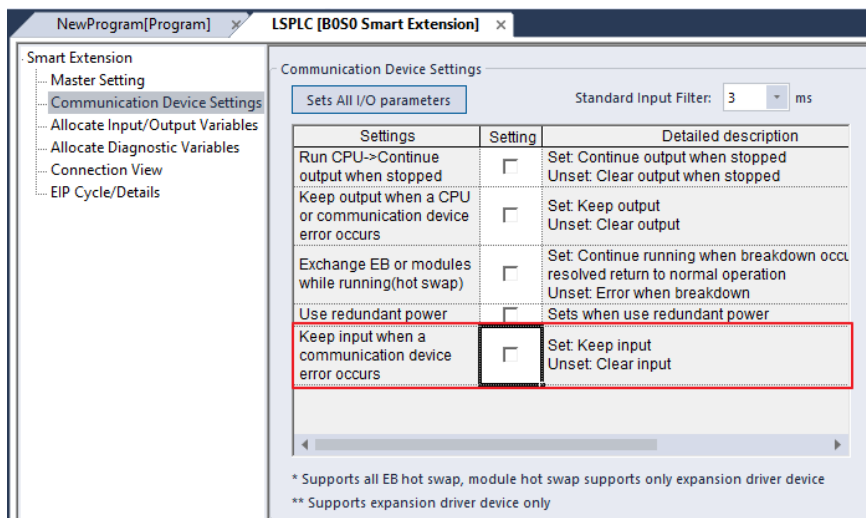 NewProgram[Program]
LSPLC [B0S0 Smart Extension]
Smart Extension
Master Setting
Communication Device Settings
Allocate Input/Output Variables
Allocate Diagnostic Variables
Connection View
EIP Cycle/Details
Communication Device Settings
Sets All I/O parameters
Standard Input Filter: 3 ms
Settings Setting Detailed description
Run CPU->Continue
output when stopped
Set: Continue output when stopped
Unset: Clear output when stopped
Keep output when a CPU
or communication device
error occurs
Set: Keep output
Unset: Clear output
Exchange EB or modules
while running(hot swap)
Set: Continue running when breakdown occu
resolved return to normal operation
Unset: Error when breakdown
Use redundant power
Sets when use redundant power
Keep input when a
communication device
error occurs
Set: Keep input
Unset: Clear input
* Supports all EB hot swap, module hot swap supports only expansion driver device
** Supports expansion driver device only